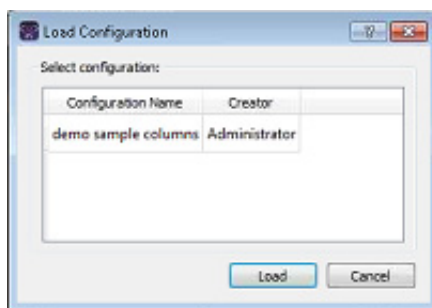 Load Configuration
Select configuration:
Configuration Name Creator
demo sample columns Administrator
Load Cancel